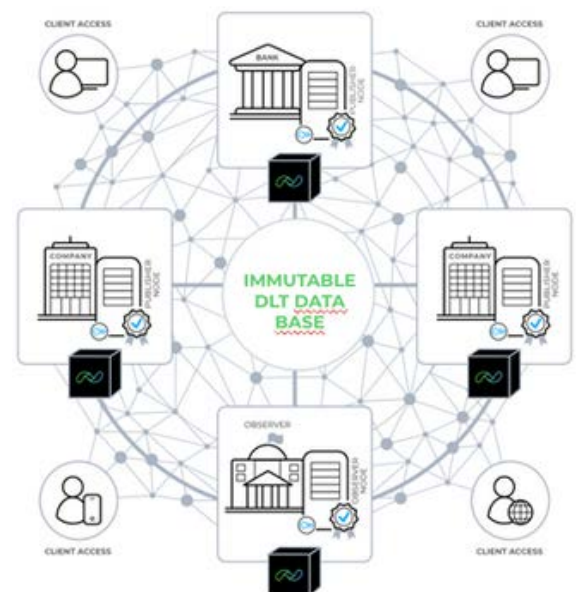 CLIENT ACCESS
CLIENT ACCESS
BANK
PUBLISHER
NODE
COMPANY
PUBLISHER
NODE
IMMUTABLE
DLT DATA
BASE
COMPANY
PUBLISHER
NODE
OBSERVER
OBSERVER
NODE
CLIENT ACCESS
CLIENT ACCESS